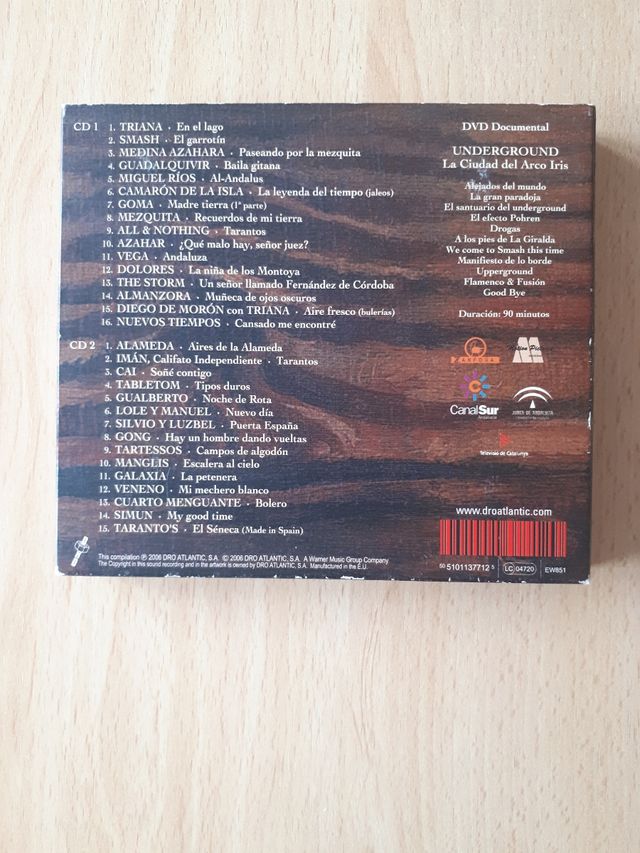 CD 1 1. TRIANA · En el lago
2. SMASH · El garrotín
3. MEDINA AZAHARA · Paseando por la mezquita
4. GUADALQUIVIR · Baila gitana
5. MIGUEL RÍOS · Al-Andalus
6. CAMARÓN DE LA ISLA · La leyenda del tiempo (jaleos)
7. GOMA · Madre tierra (1ª parte)
8. MEZQUITA · Recuerdos de mi tierra
9. ALL & NOTHING · Tarantos
10. AZAHAR · ¿Qué malo hay, señor juez?
11. VEGA · Andaluza
12. DOLORES · La niña de los Montoya
13. THE STORM · Un señor llamado Fernández de Córdoba
14. ALMANZORA · Muñeca de ojos oscuros
15. DIEGO DE MORÓN con TRIANA · Aire fresco (bulerías)
16. NUEVOS TIEMPOS · Cansado me encontré
CD 2 1. ALAMEDA · Aires de la Alameda
2. IMÁN, Califato Independiente · Tarantos
3. CAI · Soñé contigo
4. TABLETOM · Tipos duros
5. GUALBERTO · Noche de Rota
6. LOLE Y MANUEL · Nuevo día
7. SILVIO Y LUZBEL · Puerta España
8. GONG · Hay un hombre dando vueltas
9. TARTESSOS · Campos de algodón
10. MANGLIS · Escalera al cielo
11. GALAXIA · La petenera
12. VENENO · Mi mechero blanco
13. CUARTO MENGUANTE · Bolero
14. SIMUN · My good time
15. TARANTO'S · El Séneca (Made in Spain)
This compilation ℗ 2006 DRO ATLANTIC, S.A. © 2006 DRO ATLANTIC, S.A. A Warner Music Group Company
The Copyright in this sound recording and in the artwork is owned by DRO ATLANTIC, S.A. Manufactured in the E.U.
DVD Documental
UNDERGROUND
La Ciudad del Arco Iris
Alejados del mundo
La gran paradoja
El santuario del underground
El efecto Pohren
Drogas
A los pies de La Giralda
We come to Smash this time
Manifiesto de lo borde
Upperground
Flamenco & Fusión
Good Bye
Duración: 90 minutos
ZANFOÑA
CanalSur
Andalucía
JUNTA DE ANDALUCIA
Televisió de Catalunya
www.droatlantic.com
50 5101137712 5
LC 04720
EW851